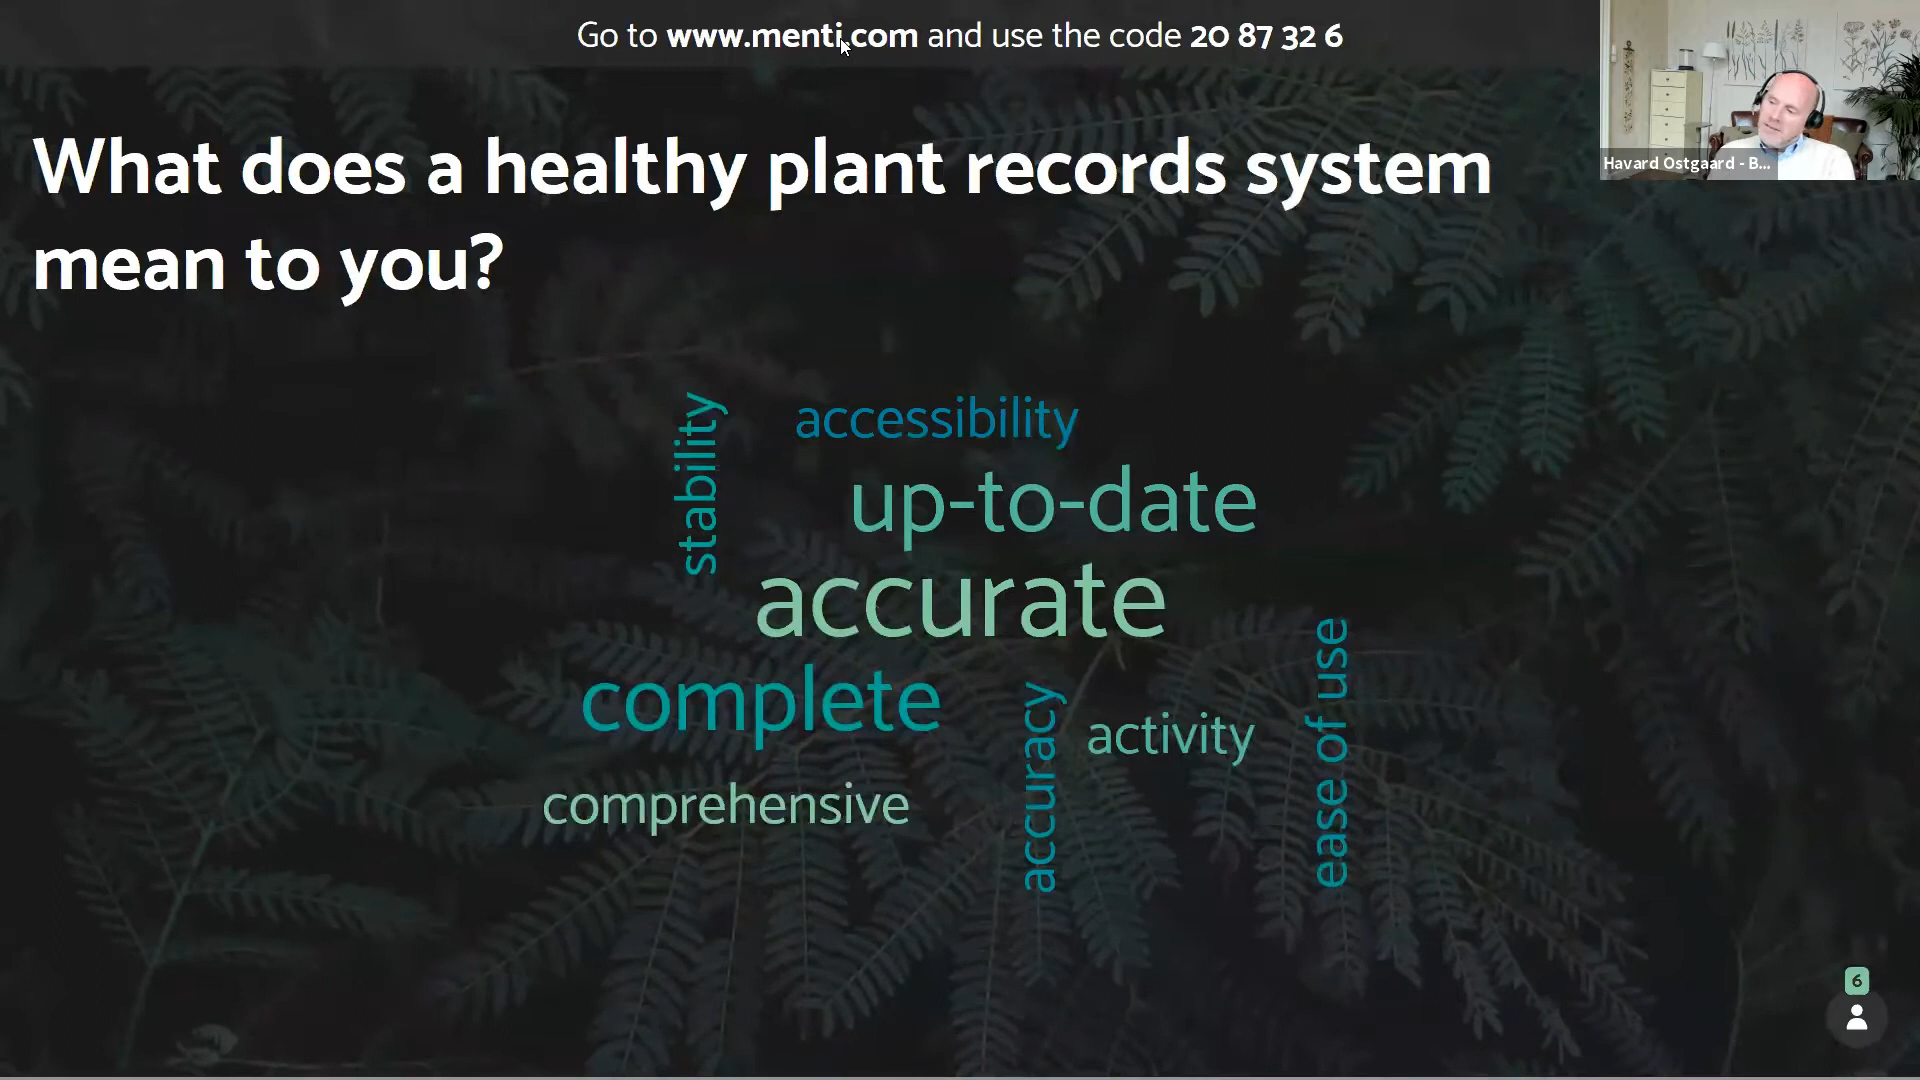 Go to www.menti.com and use the code 20 87 32 6
Havard Ostgaard - B...
What does a healthy plant records system
mean to you?
stability
accessibility
up-to-date
accurate
complete
accuracy
activity
ease of use
comprehensive
6